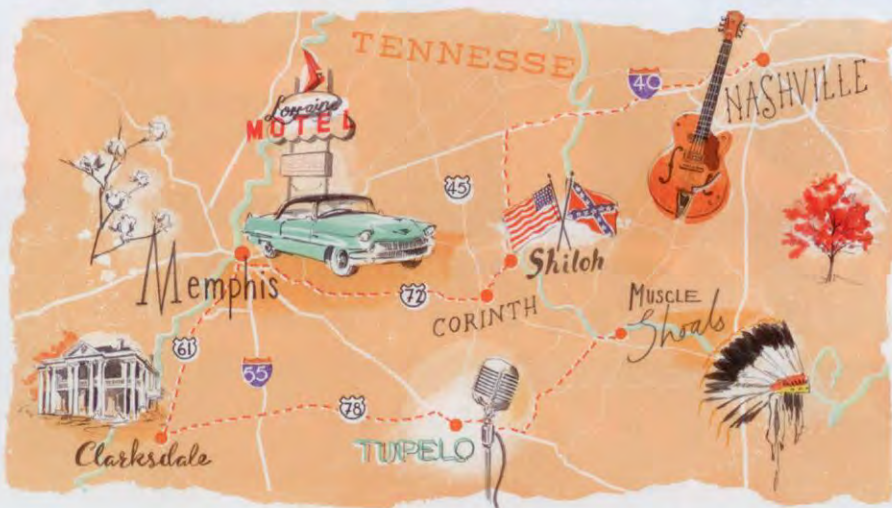 TENNESSE
40
NASHVILLE
Lorraine
MOTEL
45
Shiloh
Memphis
72
CORINTH
MUSCLE
Shoals
61
55
78
TUPELO
Clarksdale